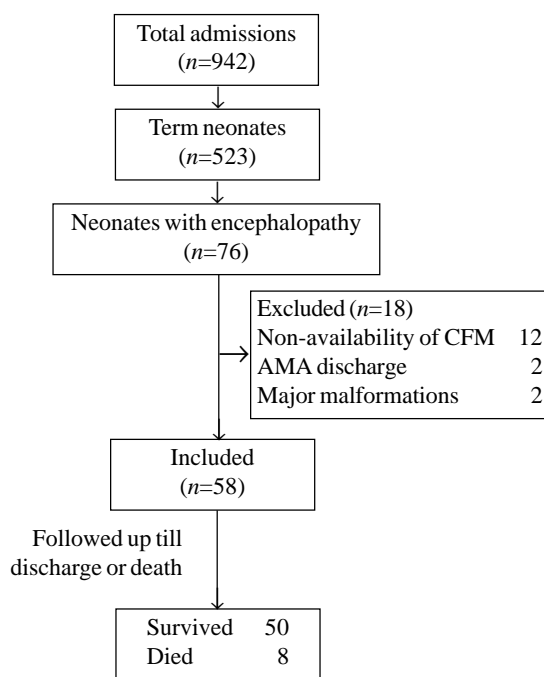 Total admissions
(n=942)
Term neonates
(n=523)
Neonates with encephalopathy
(n=76)
Excluded (n=18)
Non-availability of CFM 12
AMA discharge 2
Major malformations 2
Included
(n=58)
Followed up till
discharge or death
Survived 50
Died 8